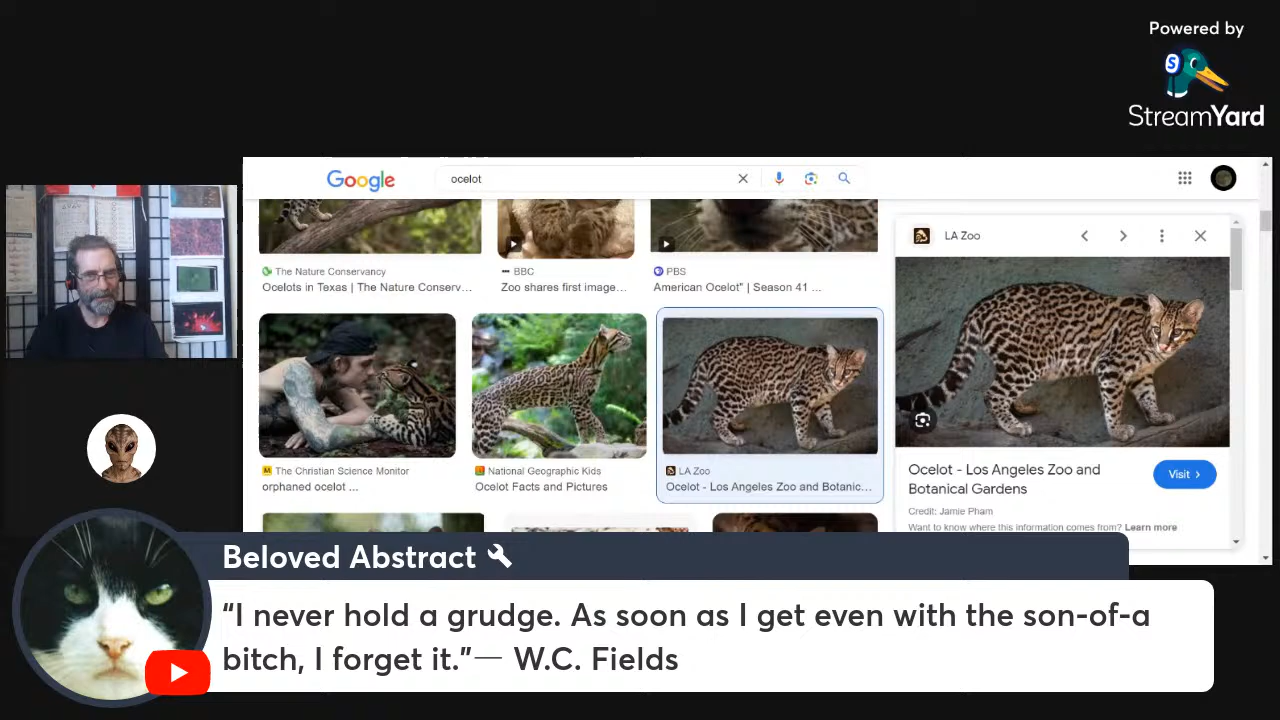 Powered by
S
StreamYard
Google
ocelot
LA Zoo
The Nature Conservancy
Ocelots in Texas | The Nature Conserv...
BBC
Zoo shares first image...
PBS
American Ocelot" | Season 41 ...
The Christian Science Monitor
orphaned ocelot ...
National Geographic Kids
Ocelot Facts and Pictures
LA Zoo
Ocelot - Los Angeles Zoo and Botanic...
Ocelot - Los Angeles Zoo and
Botanical Gardens
Visit
Credit: Jamie Pham
Want to know where this information comes from? Learn more
Beloved Abstract
“I never hold a grudge. As soon as I get even with the son-of-a
bitch, I forget it.”— W.C. Fields